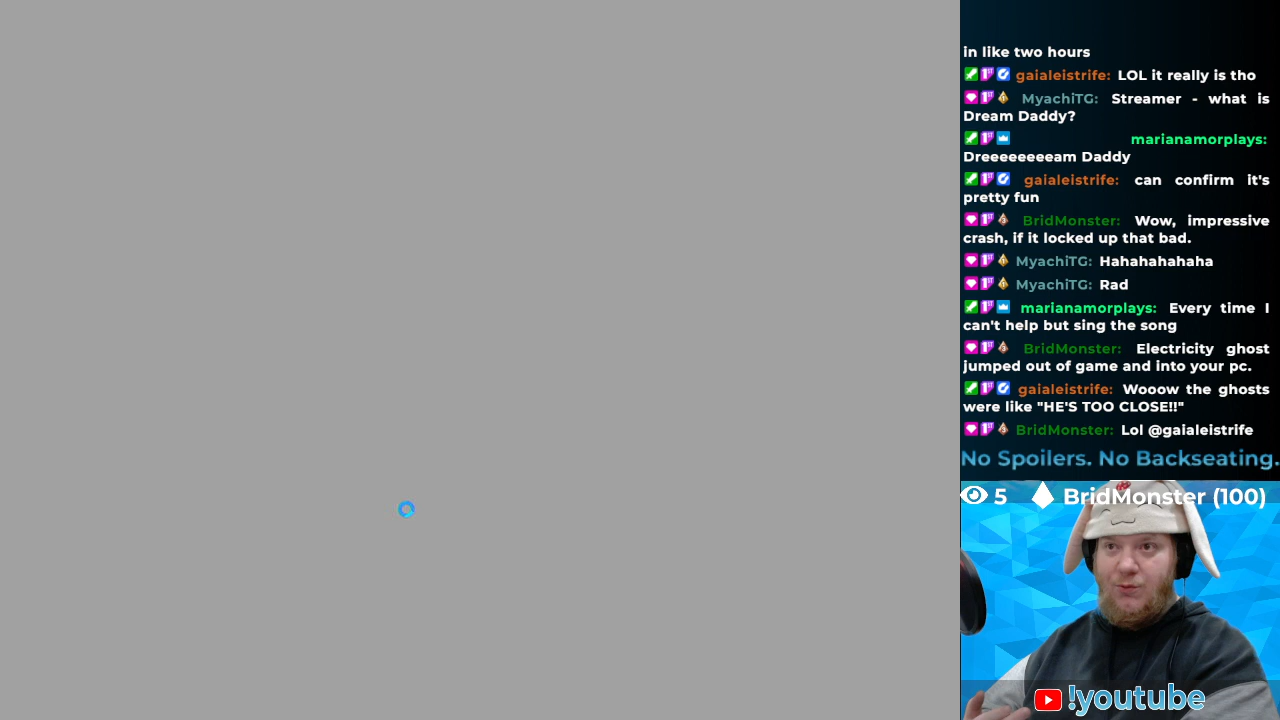 in like two hours
gaialeistrife: LOL it really is tho
MyachiTG: Streamer - what is
Dream Daddy?
marianamorplays:
Dreeeeeeeam Daddy
gaialeistrife: can confirm it's
pretty fun
BridMonster: Wow, impressive
crash, if it locked up that bad.
MyachiTG: Hahahahahaha
MyachiTG: Rad
marianamorplays: Every time I
can't help but sing the song
BridMonster: Electricity ghost
jumped out of game and into your pc.
gaialeistrife: Wooow the ghosts
were like "HE'S TOO CLOSE!!"
BridMonster: Lol @gaialeistrife
No Spoilers. No Backseating.
5 BridMonster (100)
!youtube